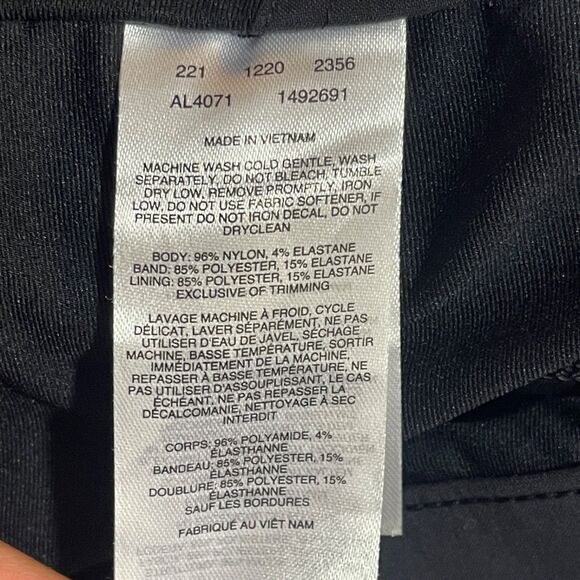 221 1220 2356
AL4071 1492691
MADE IN VIETNAM
MACHINE WASH COLD GENTLE, WASH
SEPARATELY, DO NOT BLEACH, TUMBLE
DRY LOW, REMOVE PROMPTLY, IRON
LOW, DO NOT USE FABRIC SOFTENER, IF
PRESENT DO NOT IRON DECAL, DO NOT
DRYCLEAN
BODY: 96% NYLON, 4% ELASTANE
BAND: 85% POLYESTER, 15% ELASTANE
LINING: 85% POLYESTER, 15% ELASTANE
EXCLUSIVE OF TRIMMING
LAVAGE MACHINE À FROID, CYCLE
DÉLICAT, LAVER SÉPARÉMENT, NE PAS
UTILISER D'EAU DE JAVEL, SÉCHAGE
MACHINE, BASSE TEMPÉRATURE, SORTIR
IMMÉDIATEMENT DE LA MACHINE,
REPASSER À BASSE TEMPÉRATURE, NE
PAS UTILISER D'ASSOUPLISSANT, LE CAS
ÉCHÉANT, NE PAS REPASSER LA
DÉCALCOMANIE, NETTOYAGE À SEC
INTERDIT
CORPS: 96% POLYAMIDE, 4%
ÉLASTHANNE
BANDEAU: 85% POLYESTER, 15%
ÉLASTHANNE
DOUBLURE: 85% POLYESTER, 15%
ÉLASTHANNE
SAUF LES BORDURES
FABRIQUÉ AU VIÊT NAM